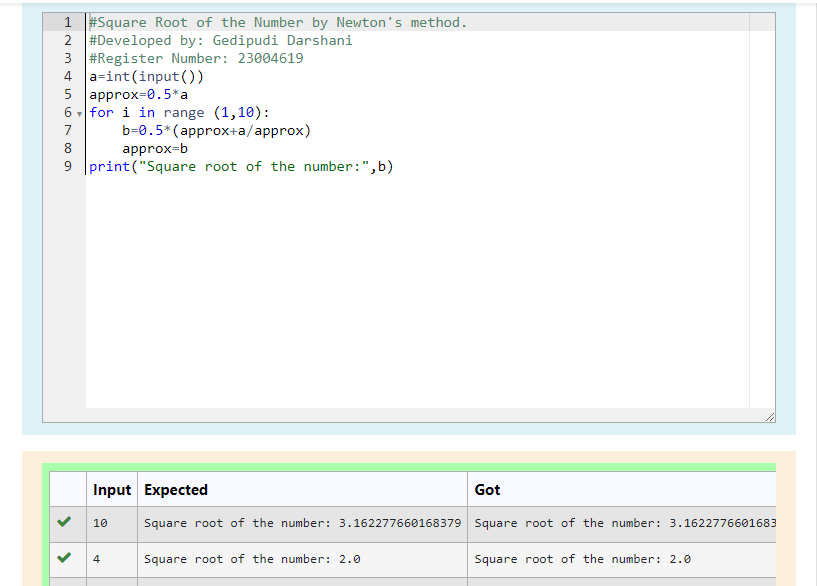 1 #Square Root of the Number by Newton's method.
2 #Developed by: Gedipudi Darshani
3 #Register Number: 23004619
4 a=int(input())
5 approx=0.5*a
6 for i in range (1,10):
7     b=0.5*(approx+a/approx)
8     approx=b
9 print("Square root of the number:",b)
Input Expected Got
10 Square root of the number: 3.162277660168379 Square root of the number: 3.1622776601683
4 Square root of the number: 2.0 Square root of the number: 2.0